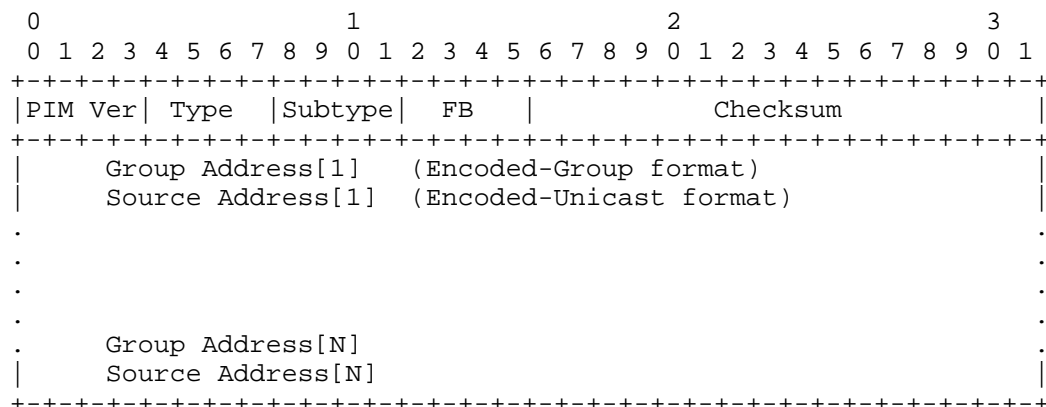 0                   1                   2                   3
 0 1 2 3 4 5 6 7 8 9 0 1 2 3 4 5 6 7 8 9 0 1 2 3 4 5 6 7 8 9 0 1
+-+-+-+-+-+-+-+-+-+-+-+-+-+-+-+-+-+-+-+-+-+-+-+-+-+-+-+-+-+-+-+-+
|PIM Ver| Type  |Subtype|  FB   |           Checksum            |
+-+-+-+-+-+-+-+-+-+-+-+-+-+-+-+-+-+-+-+-+-+-+-+-+-+-+-+-+-+-+-+-+
|     Group Address[1]   (Encoded-Group format)                 |
|     Source Address[1]  (Encoded-Unicast format)               |
.                                                               .
.                                                               .
.                                                               .
.                                                               .
.     Group Address[N]                                          .
|     Source Address[N]                                         |
+-+-+-+-+-+-+-+-+-+-+-+-+-+-+-+-+-+-+-+-+-+-+-+-+-+-+-+-+-+-+-+-+